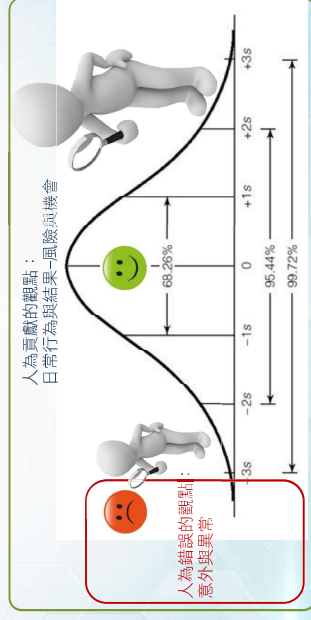 人為貢獻的觀點：
日常行為與結果–風險與機會
人為錯誤的觀點：
意外與異常
−3s −2s −1s 0 +1s +2s +3s
68.26%
95.44%
99.72%